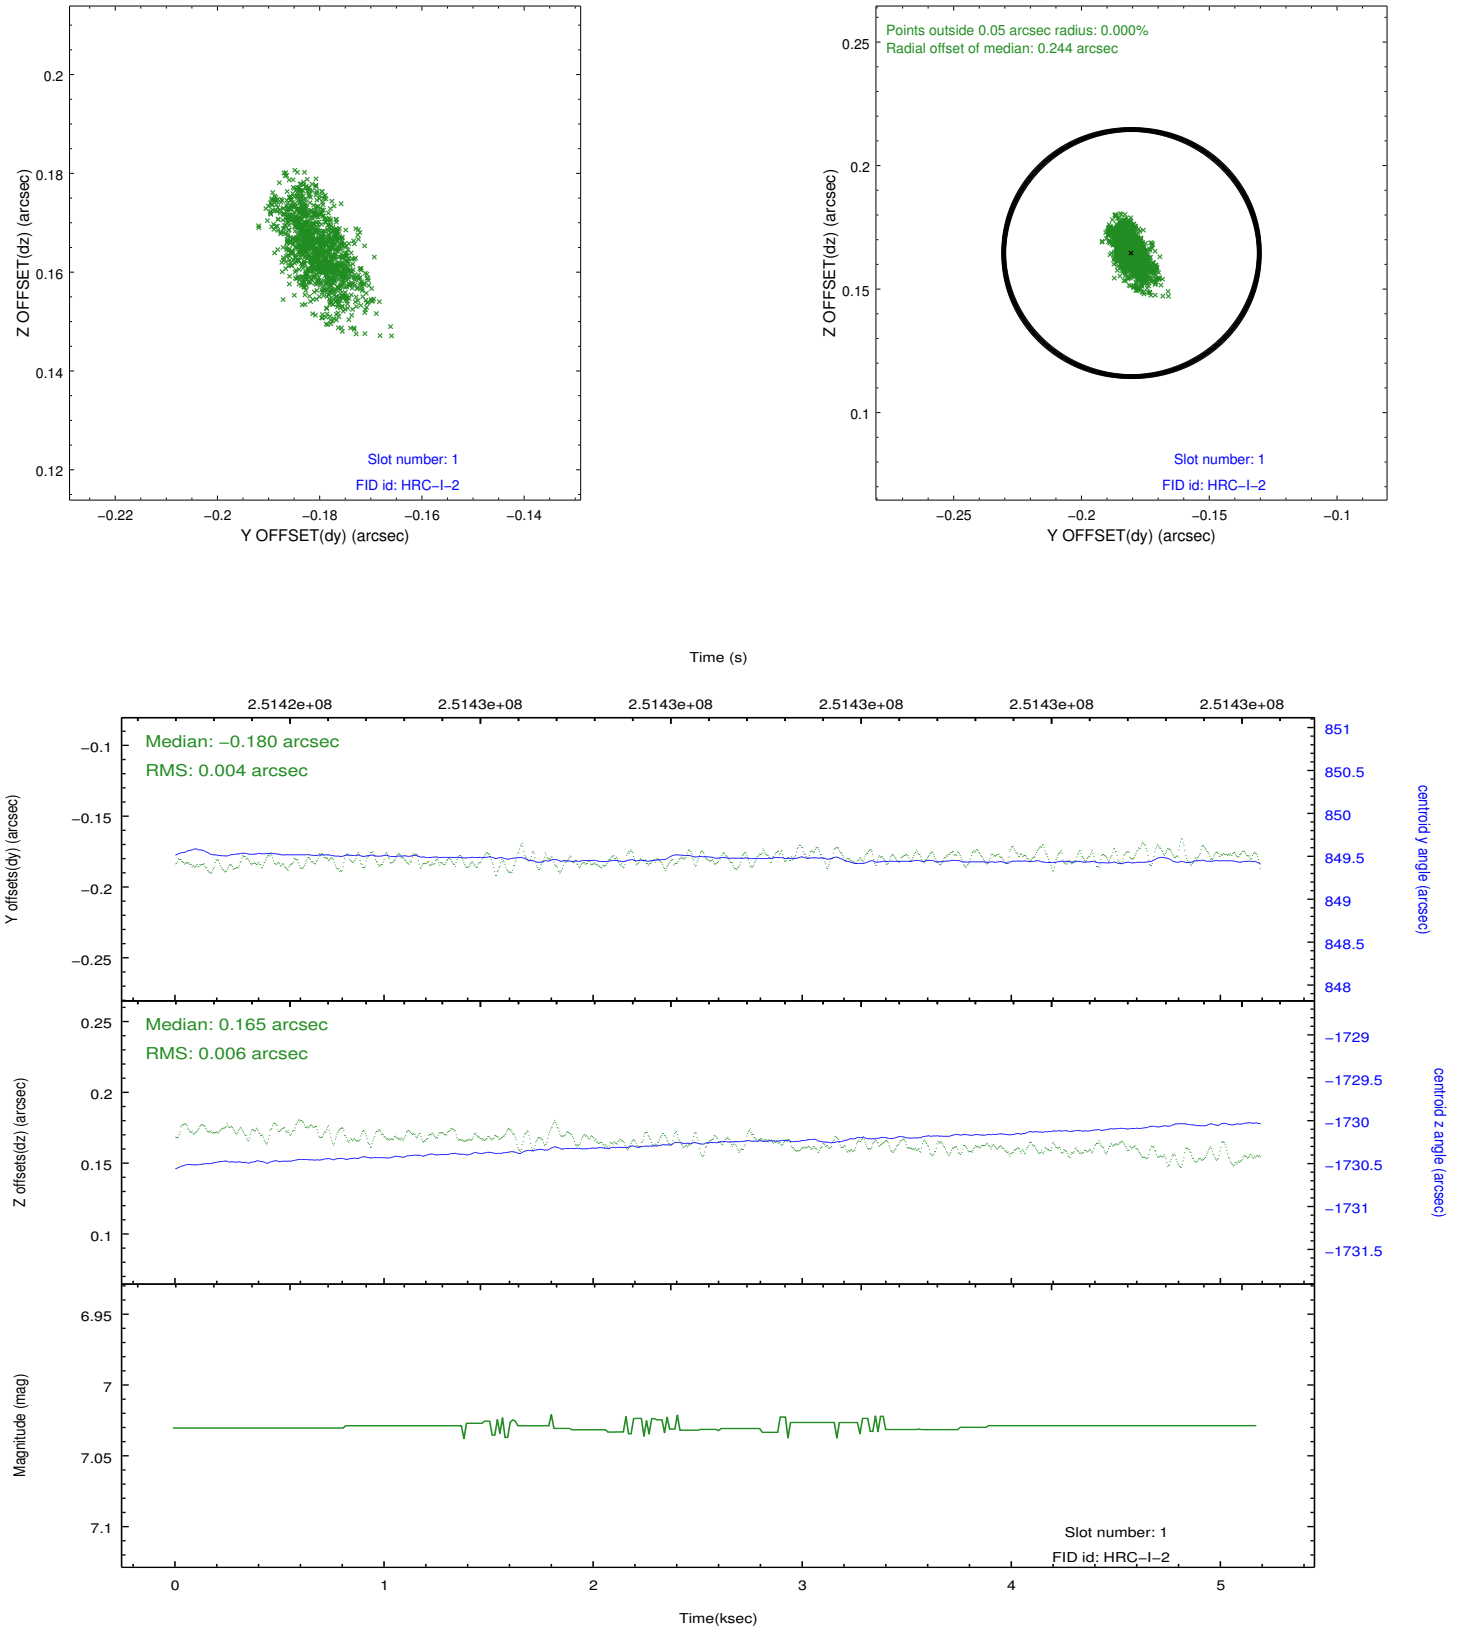 0.2
0.18
0.16
0.14
0.12
Z OFFSET(dz) (arcsec)
Slot number: 1
FID id: HRC−I−2
−0.22
−0.2
−0.18
−0.16
−0.14
Y OFFSET(dy) (arcsec)
Points outside 0.05 arcsec radius: 0.000%
Radial offset of median: 0.244 arcsec
0.25
0.2
0.15
0.1
Z OFFSET(dz) (arcsec)
Slot number: 1
FID id: HRC−I−2
−0.25
−0.2
−0.15
−0.1
Y OFFSET(dy) (arcsec)
Time (s)
2.5142e+08
2.5143e+08
2.5143e+08
2.5143e+08
2.5143e+08
2.5143e+08
Median: −0.180 arcsec
RMS: 0.004 arcsec
−0.1
−0.15
−0.2
−0.25
Y offsets(dy) (arcsec)
851
850.5
850
849.5
849
848.5
848
centroid y angle (arcsec)
Median: 0.165 arcsec
RMS: 0.006 arcsec
0.25
0.2
0.15
0.1
Z offsets(dz) (arcsec)
−1729
−1729.5
−1730
−1730.5
−1731
−1731.5
centroid z angle (arcsec)
6.95
7
7.05
7.1
Magnitude (mag)
Slot number: 1
FID id: HRC−I−2
0
1
2
3
4
5
Time(ksec)